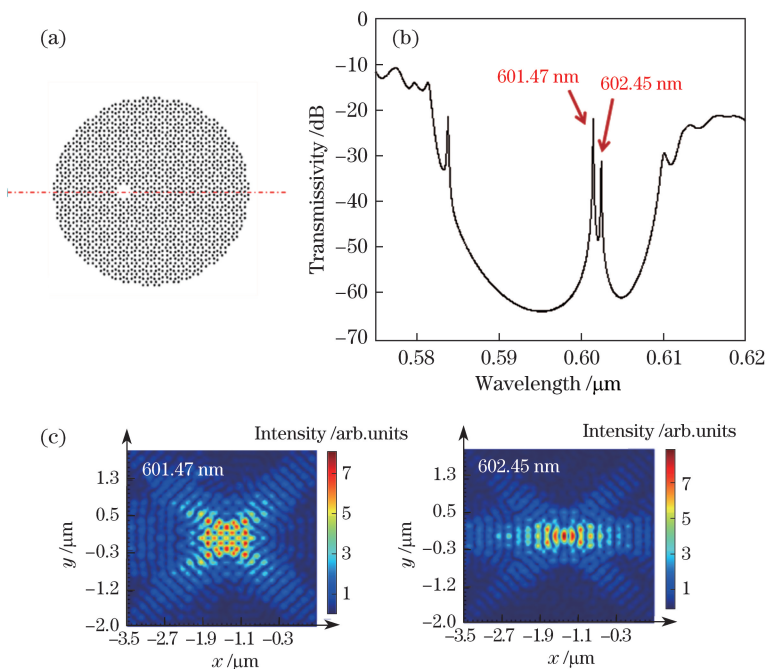 (a)
(b)
0
−10
−20
−30
−40
−50
−60
−70
Transmissivity /dB
601.47 nm
602.45 nm
0.58
0.59
0.60
0.61
0.62
Wavelength /μm
(c)
Intensity /arb.units
601.47 nm
1.3
0.5
−0.3
−1.2
−2.0
y /μm
−3.5
−2.7
−1.9
−1.1
−0.3
x /μm
7
5
3
1
Intensity /arb.units
602.45 nm
1.3
0.5
−0.3
−1.2
−2.0
y /μm
−3.5
−2.7
−1.9
−1.1
−0.3
x /μm
7
5
3
1